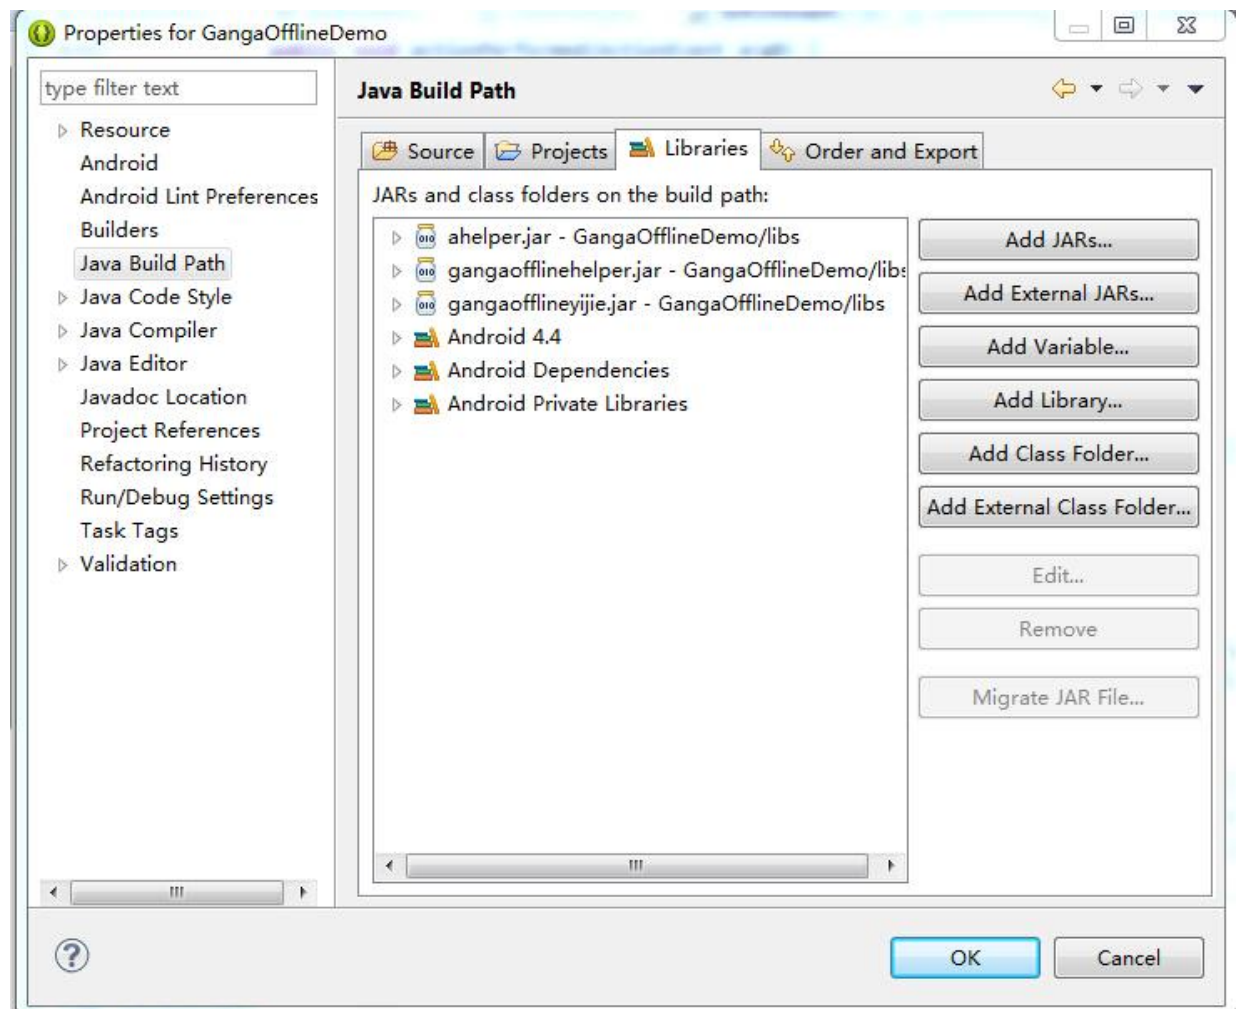 Properties for GangaOfflineDemo
type filter text
Resource
Android
Android Lint Preferences
Builders
Java Build Path
Java Code Style
Java Compiler
Java Editor
Javadoc Location
Project References
Refactoring History
Run/Debug Settings
Task Tags
Validation
Java Build Path
Source
Projects
Libraries
Order and Export
JARs and class folders on the build path:
ahelper.jar - GangaOfflineDemo/libs
gangaofflinehelper.jar - GangaOfflineDemo/libs
gangaofflineyijie.jar - GangaOfflineDemo/libs
Android 4.4
Android Dependencies
Android Private Libraries
Add JARs...
Add External JARs...
Add Variable...
Add Library...
Add Class Folder...
Add External Class Folder...
Edit...
Remove
Migrate JAR File...
OK
Cancel